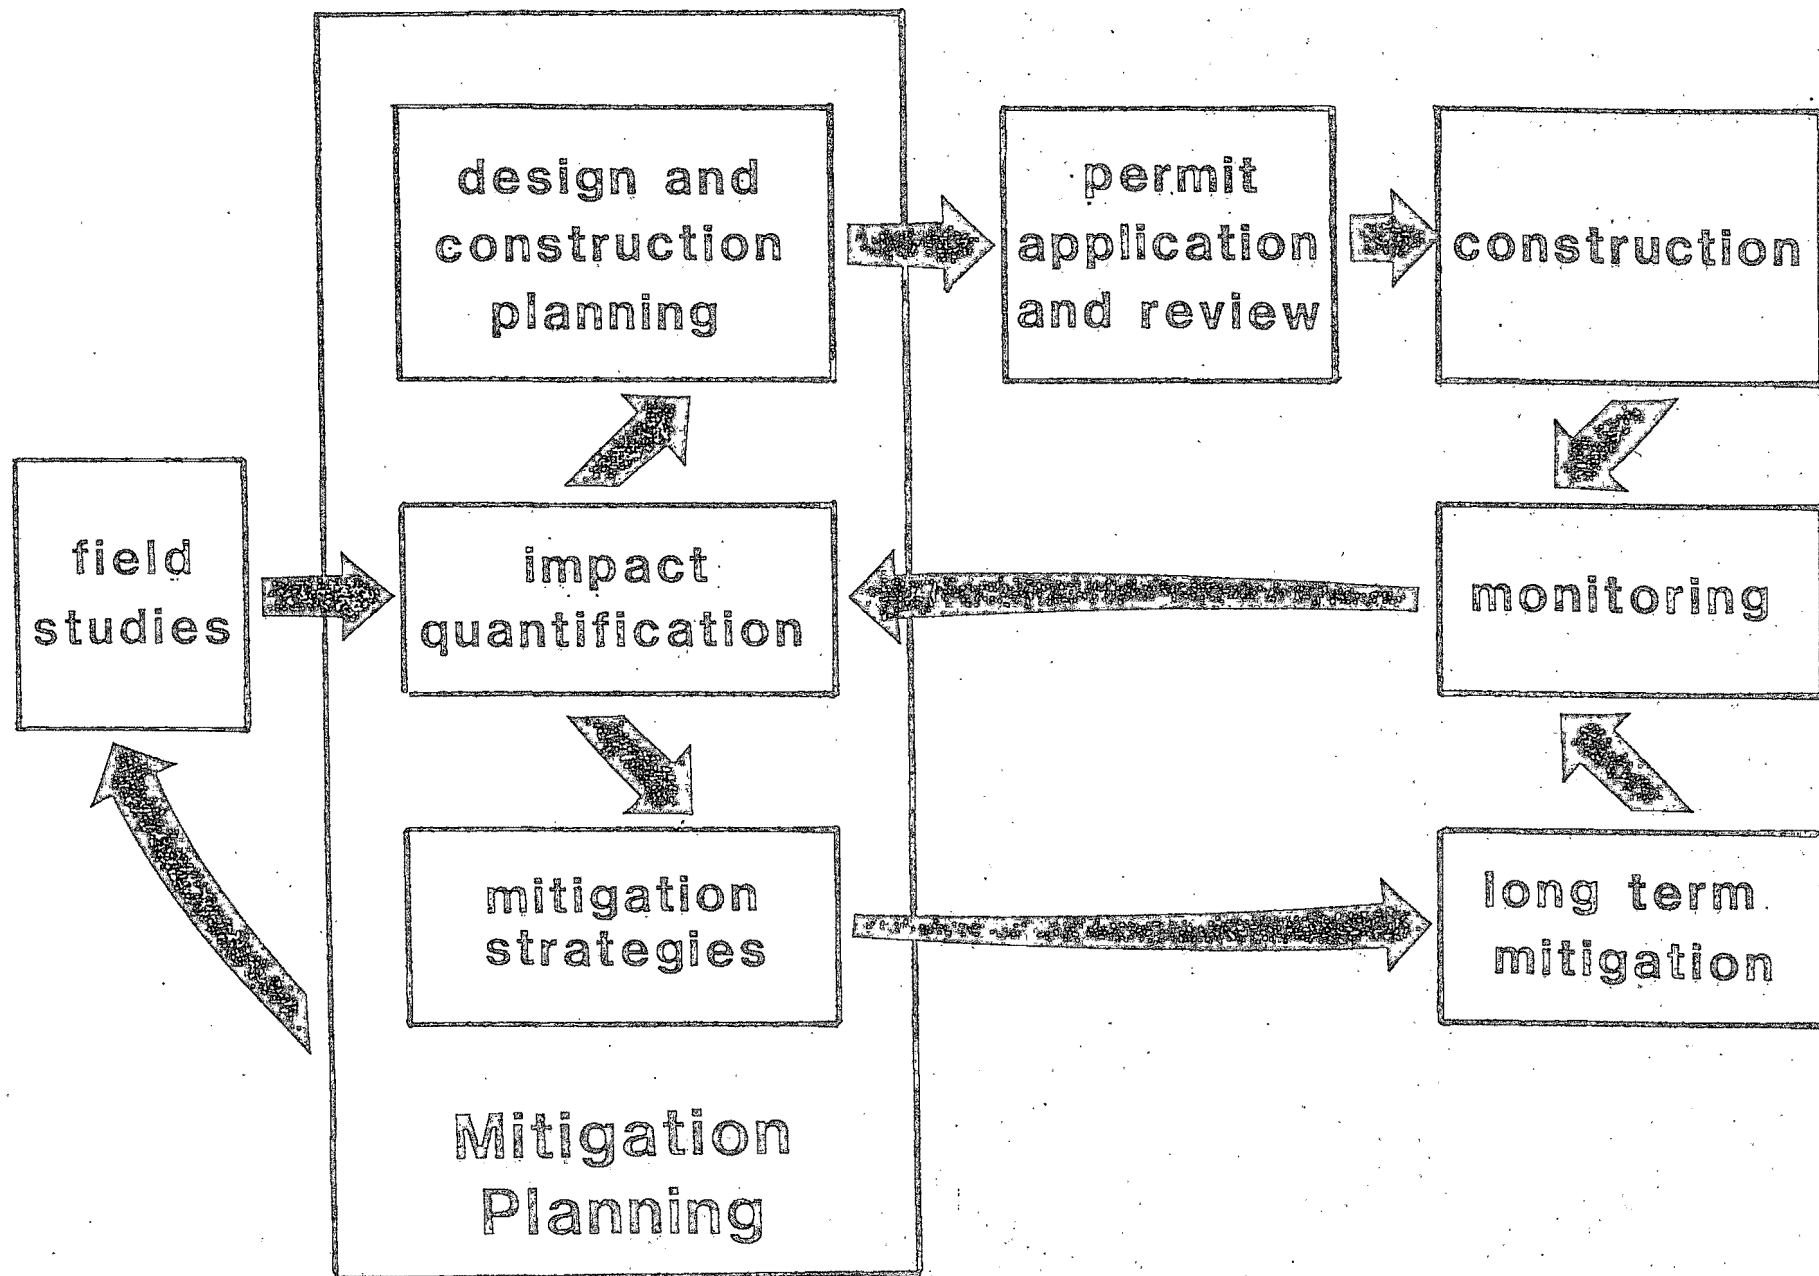 design and
construction
planning
permit
application
and review
construction
field
studies
impact
quantification
monitoring
mitigation
strategies
long term
mitigation
Mitigation
Planning